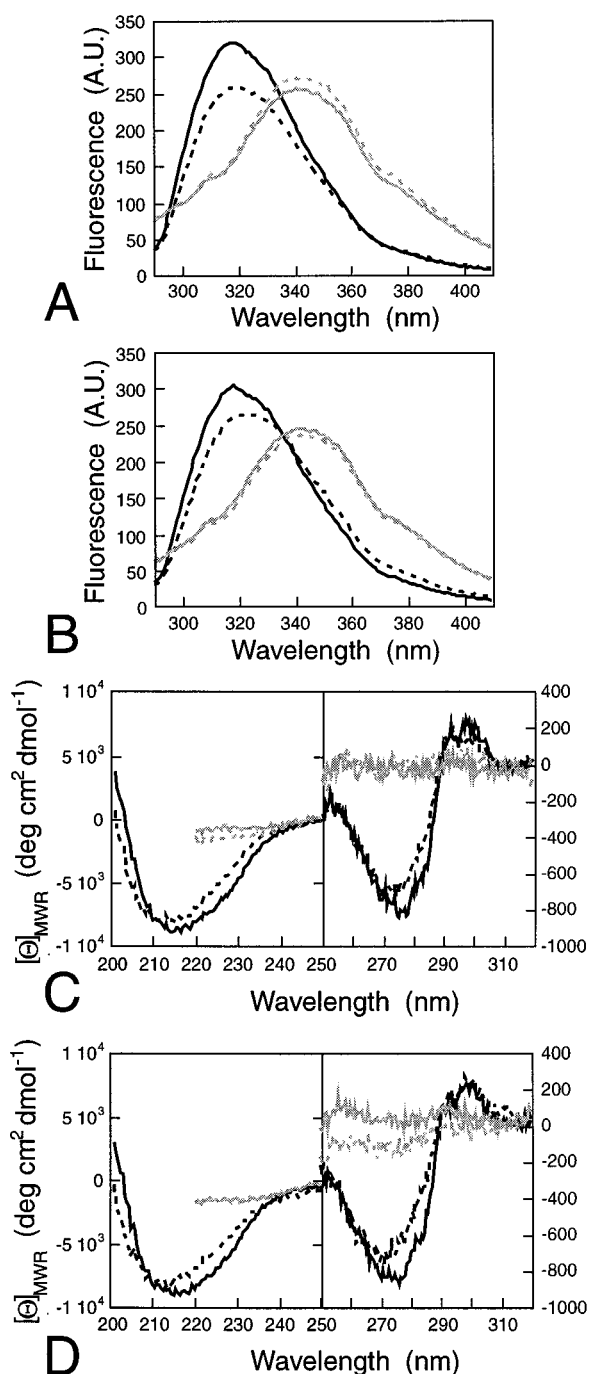 350
300
250
200
150
100
50
0
Fluorescence (A.U.)
300 320 340 360 380 400
Wavelength (nm)
A
350
300
250
200
150
100
50
0
Fluorescence (A.U.)
300 320 340 360 380 400
Wavelength (nm)
B
1 10⁴
5 10³
0
-5 10³
-1 10⁴
[Θ]MWR (deg cm² dmol⁻¹)
400
200
0
-200
-400
-600
-800
-1000
200 210 220 230 240 250 270 290 310
Wavelength (nm)
C
1 10⁴
5 10³
0
-5 10³
-1 10⁴
[Θ]MWR (deg cm² dmol⁻¹)
400
200
0
-200
-400
-600
-800
-1000
200 210 220 230 240 250 270 290 310
Wavelength (nm)
D